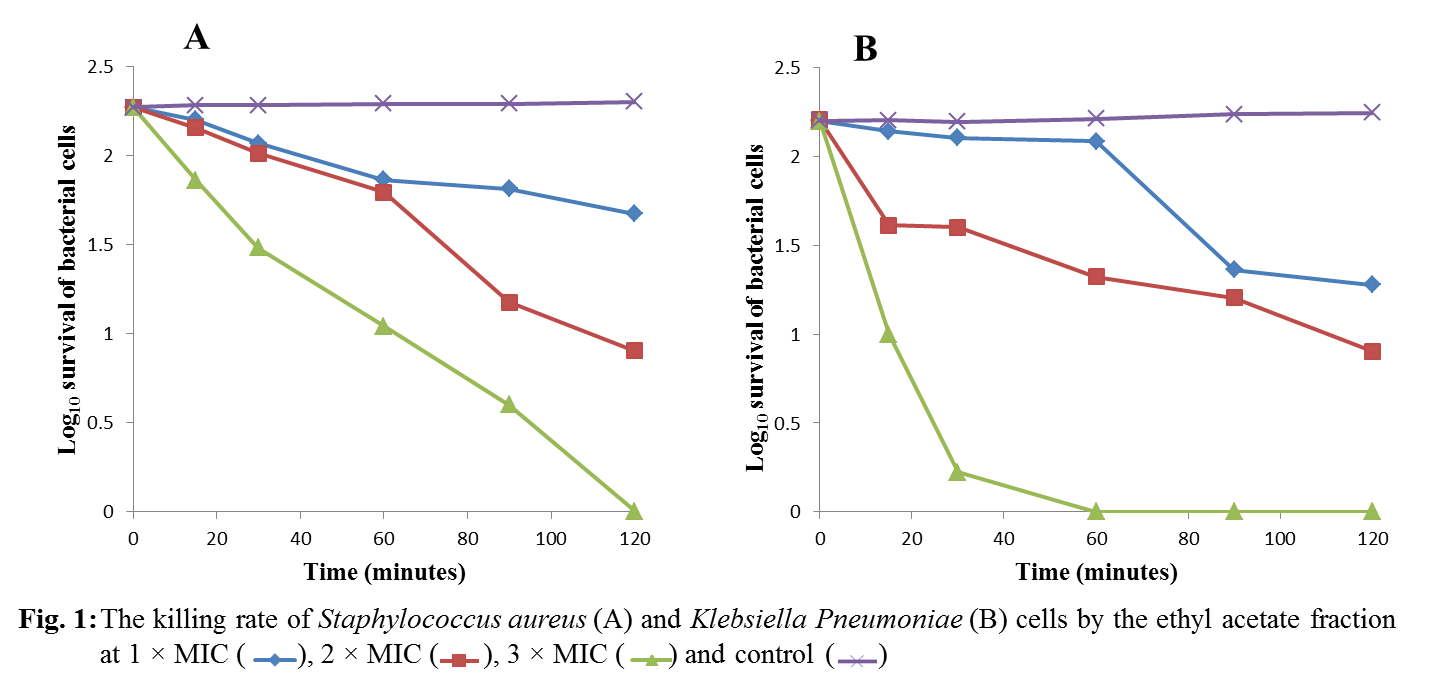 A
2.5
2
1.5
1
0.5
0
0 20 40 60 80 100 120
Log10 survival of bacterial cells
Time (minutes)
B
2.5
2
1.5
1
0.5
0
0 20 40 60 80 100 120
Log10 survival of bacterial cells
Time (minutes)
Fig. 1: The killing rate of Staphylococcus aureus (A) and Klebsiella Pneumoniae (B) cells by the ethyl acetate fraction
at 1 × MIC ( ), 2 × MIC ( ), 3 × MIC ( ) and control ( )